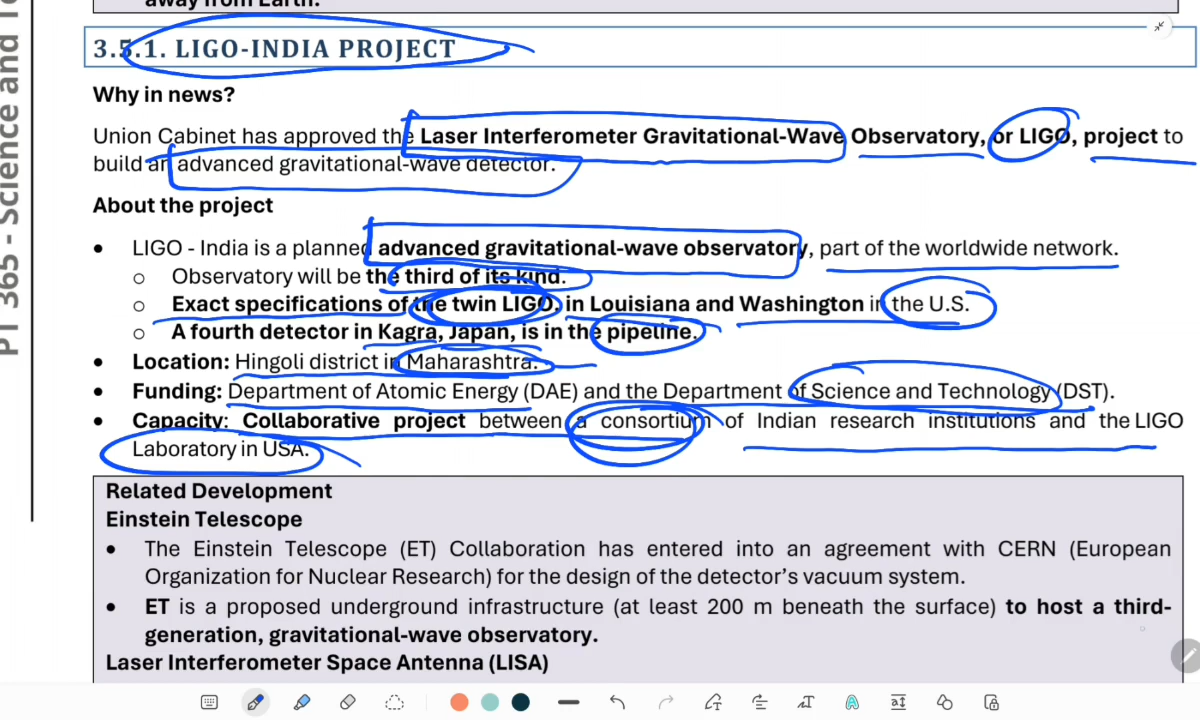 away from Earth.
3.5.1. LIGO-INDIA PROJECT
Why in news?
Union Cabinet has approved the Laser Interferometer Gravitational-Wave Observatory, or LIGO, project to
build an advanced gravitational-wave detector.
About the project
• LIGO - India is a planned advanced gravitational-wave observatory, part of the worldwide network.
o Observatory will be the third of its kind.
o Exact specifications of the twin LIGO, in Louisiana and Washington in the U.S.
o A fourth detector in Kagra, Japan, is in the pipeline.
• Location: Hingoli district in Maharashtra.
• Funding: Department of Atomic Energy (DAE) and the Department of Science and Technology (DST).
• Capacity: Collaborative project between a consortium of Indian research institutions and the LIGO
Laboratory in USA.
Related Development
Einstein Telescope
• The Einstein Telescope (ET) Collaboration has entered into an agreement with CERN (European
Organization for Nuclear Research) for the design of the detector's vacuum system.
• ET is a proposed underground infrastructure (at least 200 m beneath the surface) to host a third-
generation, gravitational-wave observatory.
Laser Interferometer Space Antenna (LISA)
PT 365 - Science and